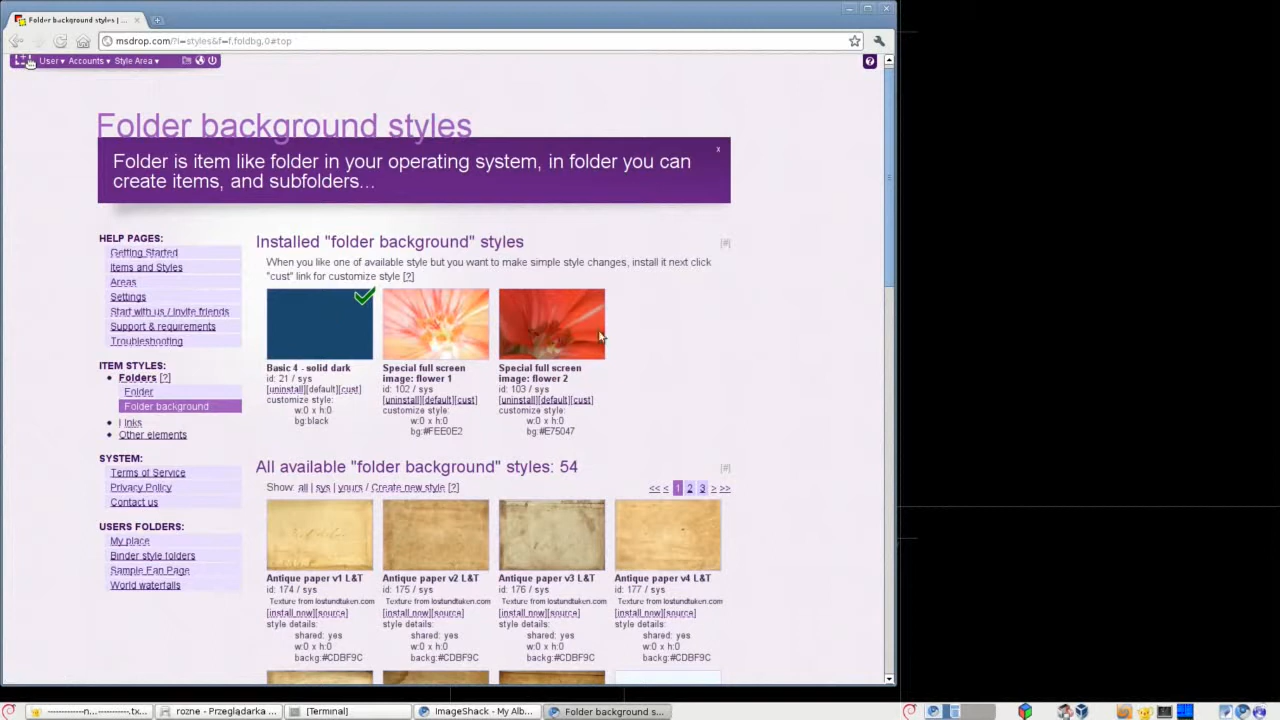 Folder background styles | ...
msdrop.com/?l=styles&f=f.foldbg,0#top
User ▾ Accounts ▾ Style Area ▾
Folder background styles
Folder is item like folder in your operating system, in folder you can
create items, and subfolders...
x
HELP PAGES:
Getting Started
Items and Styles
Areas
Settings
Start with us / Invite friends
Support & requirements
Troubleshooting
ITEM STYLES:
Folders [?]
Folder
Folder background
Links
Other elements
SYSTEM:
Terms of Service
Privacy Policy
Contact us
USERS FOLDERS:
My place
Binder style folders
Sample Fan Page
World waterfalls
Installed "folder background" styles [#]
When you like one of available style but you want to make simple style changes, install it next click
"cust" link for customize style [?]
Basic 4 - solid dark
id: 21 / sys
[uninstall][default][cust]
customize style:
w:0 x h:0
bg:black
Special full screen
image: flower 1
id: 102 / sys
[uninstall][default][cust]
customize style:
w:0 x h:0
bg:#FEE0E2
Special full screen
image: flower 2
id: 103 / sys
[uninstall][default][cust]
customize style:
w:0 x h:0
bg:#E75047
All available "folder background" styles: 54 [#]
Show: all | sys | yours / Create new style [?] << < 1 2 3 > >>
Antique paper v1 L&T
id: 174 / sys
Texture from lostandtaken.com
[install now][source]
style details:
shared: yes
w:0 x h:0
backg:#CDBF9C
Antique paper v2 L&T
id: 175 / sys
Texture from lostandtaken.com
[install now][source]
style details:
shared: yes
w:0 x h:0
backg:#CDBF9C
Antique paper v3 L&T
id: 176 / sys
Texture from lostandtaken.com
[install now][source]
style details:
shared: yes
w:0 x h:0
backg:#CDBF9C
Antique paper v4 L&T
id: 177 / sys
Texture from lostandtaken.com
[install now][source]
style details:
shared: yes
w:0 x h:0
backg:#CDBF9C
------------n...-----------.tx... rozne - Przeglądarka ... [Terminal] ImageShack - My Alb... Folder background s...